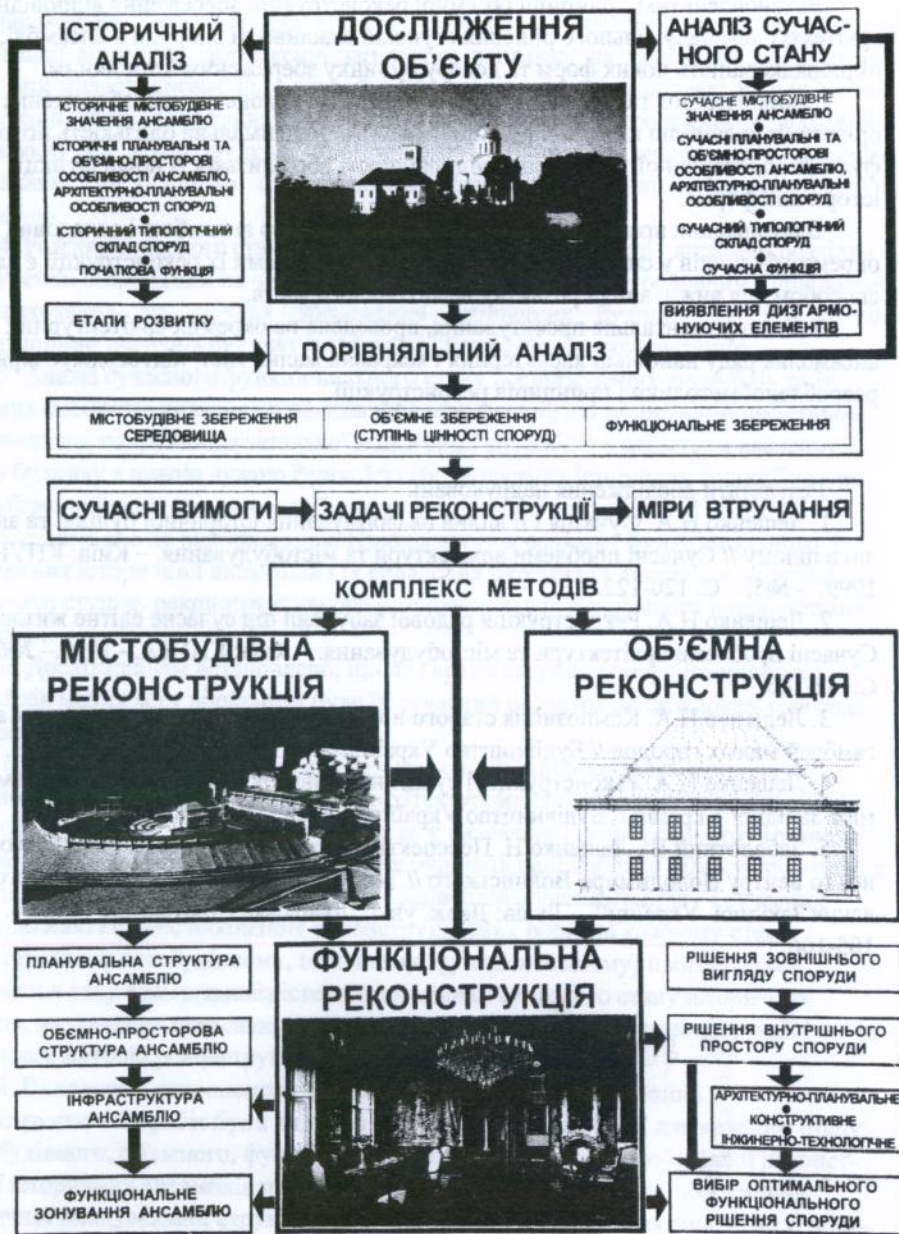 ІСТОРИЧНИЙ
АНАЛІЗ
ДОСЛІДЖЕННЯ
ОБ'ЄКТУ
АНАЛІЗ СУЧАС-
НОГО СТАНУ
ІСТОРИЧНЕ МІСТОБУДІВНЕ
ЗНАЧЕННЯ АНСАМБЛЮ
ІСТОРИЧНІ ПЛАНУВАЛЬНІ ТА
ОБ'ЄМНО-ПРОСТОРОВІ
ОСОБЛИВОСТІ АНСАМБЛЮ,
АРХІТЕКТУРНО-ПЛАНУВАЛЬНІ
ОСОБЛИВОСТІ СПОРУД
ІСТОРИЧНИЙ ТИПОЛОГІЧНИЙ
СКЛАД СПОРУД
ПОЧАТКОВА ФУНКЦІЯ
СУЧАСНЕ МІСТОБУДІВНЕ
ЗНАЧЕННЯ АНСАМБЛЮ
СУЧАСНІ ПЛАНУВАЛЬНІ ТА
ОБ'ЄМНО-ПРОСТОРОВІ
ОСОБЛИВОСТІ АНСАМБЛЮ,
АРХІТЕКТУРНО-ПЛАНУВАЛЬНІ
ОСОБЛИВОСТІ СПОРУД
СУЧАСНИЙ ТИПОЛОГІЧНИЙ
СКЛАД СПОРУД
СУЧАСНА ФУНКЦІЯ
ЕТАПИ РОЗВИТКУ
ВИЯВЛЕННЯ ДИЗГАРМО-
НУЮЧИХ ЕЛЕМЕНТІВ
ПОРІВНЯЛЬНИЙ АНАЛІЗ
МІСТОБУДІВНЕ ЗБЕРЕЖЕННЯ
СЕРЕДОВИЩА
ОБ'ЄМНЕ ЗБЕРЕЖЕННЯ
(СТУПІНЬ ЦІННОСТІ СПОРУД)
ФУНКЦІОНАЛЬНЕ ЗБЕРЕЖЕННЯ
СУЧАСНІ ВИМОГИ
ЗАДАЧІ РЕКОНСТРУКЦІЇ
МІРИ ВТРУЧАННЯ
КОМПЛЕКС МЕТОДІВ
МІСТОБУДІВНА
РЕКОНСТРУКЦІЯ
ОБ'ЄМНА
РЕКОНСТРУКЦІЯ
ФУНКЦІОНАЛЬНА
РЕКОНСТРУКЦІЯ
ПЛАНУВАЛЬНА СТРУКТУРА
АНСАМБЛЮ
ОБЄМНО-ПРОСТОРОВА
СТРУКТУРА АНСАМБЛЮ
ІНФРАСТРУКТУРА
АНСАМБЛЮ
ФУНКЦІОНАЛЬНЕ
ЗОНУВАННЯ АНСАМБЛЮ
РІШЕННЯ ЗОВНІШНЬОГО
ВИГЛЯДУ СПОРУДИ
РІШЕННЯ ВНУТРІШНЬОГО
ПРОСТОРУ СПОРУДИ
АРХІТЕКТУРНО-ПЛАНУВАЛЬНЕ
КОНСТРУКТИВНЕ
ІНЖЕНЕРНО-ТЕХНОЛОГІЧНЕ
ВИБІР ОПТИМАЛЬНОГО
ФУНКЦІОНАЛЬНОГО
РІШЕННЯ СПОРУДИ